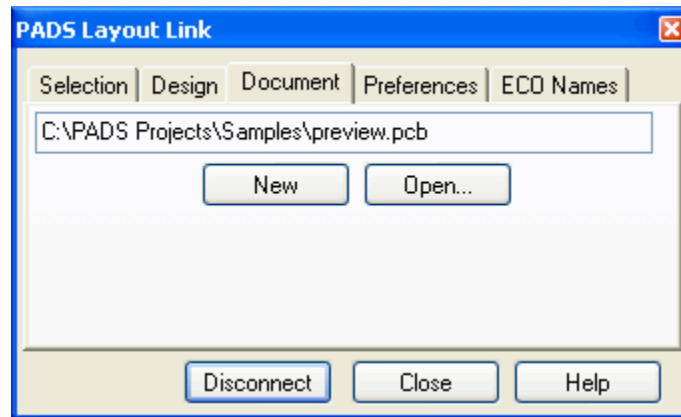 PADS Layout Link
Selection Design Document Preferences ECO Names
C:\PADS Projects\Samples\preview.pcb
New Open...
Disconnect Close Help